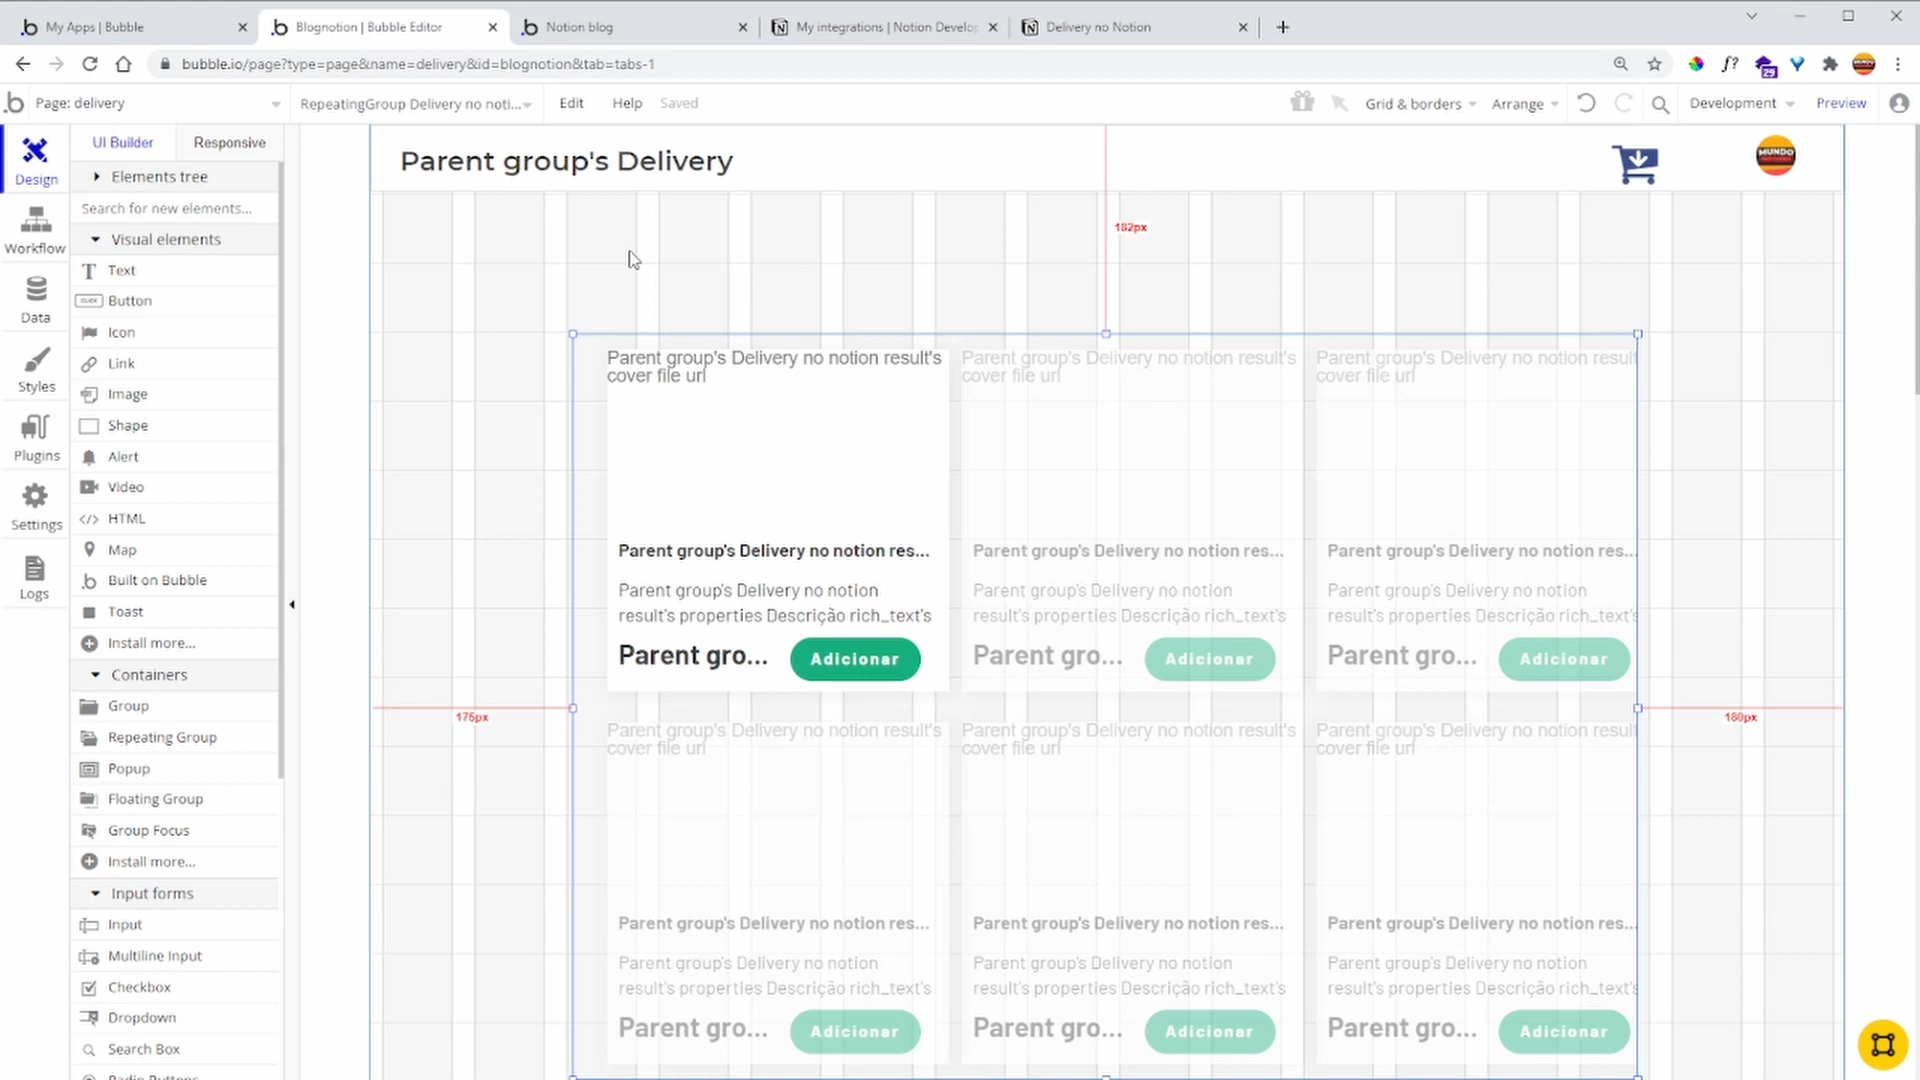 My Apps | Bubble
Blognotion | Bubble Editor
Notion blog
My integrations | Notion Develop
Delivery no Notion
bubble.io/page?type=page&name=delivery&id=blognotion&tab=tabs-1
f?
29
Page: delivery
RepeatingGroup Delivery no noti...
Edit
Help
Saved
Grid & borders
Arrange
Development
Preview
UI Builder
Responsive
Design
Workflow
Data
Styles
Plugins
Settings
Logs
Elements tree
Search for new elements...
Visual elements
Text
CLICK
Button
Icon
Link
Image
Shape
Alert
Video
HTML
Map
Built on Bubble
Toast
Install more...
Containers
Group
Repeating Group
Popup
Floating Group
Group Focus
Install more...
Input forms
Input
Multiline Input
Checkbox
Dropdown
Search Box
Radio Buttons
Parent group's Delivery
MUNDO
182px
175px
180px
Parent group's Delivery no notion result's
cover file url
Parent group's Delivery no notion res...
Parent group's Delivery no notion
result's properties Descrição rich_text's
Parent gro...
Adicionar
Parent group's Delivery no notion result's
cover file url
Parent group's Delivery no notion res...
Parent group's Delivery no notion
result's properties Descrição rich_text's
Parent gro...
Adicionar
Parent group's Delivery no notion result
cover file url
Parent group's Delivery no notion res...
Parent group's Delivery no notion
result's properties Descrição rich_text's
Parent gro...
Adicionar
Parent group's Delivery no notion result's
cover file url
Parent group's Delivery no notion res...
Parent group's Delivery no notion
result's properties Descrição rich_text's
Parent gro...
Adicionar
Parent group's Delivery no notion result's
cover file url
Parent group's Delivery no notion res...
Parent group's Delivery no notion
result's properties Descrição rich_text's
Parent gro...
Adicionar
Parent group's Delivery no notion result
cover file url
Parent group's Delivery no notion res...
Parent group's Delivery no notion
result's properties Descrição rich_text's
Parent gro...
Adicionar